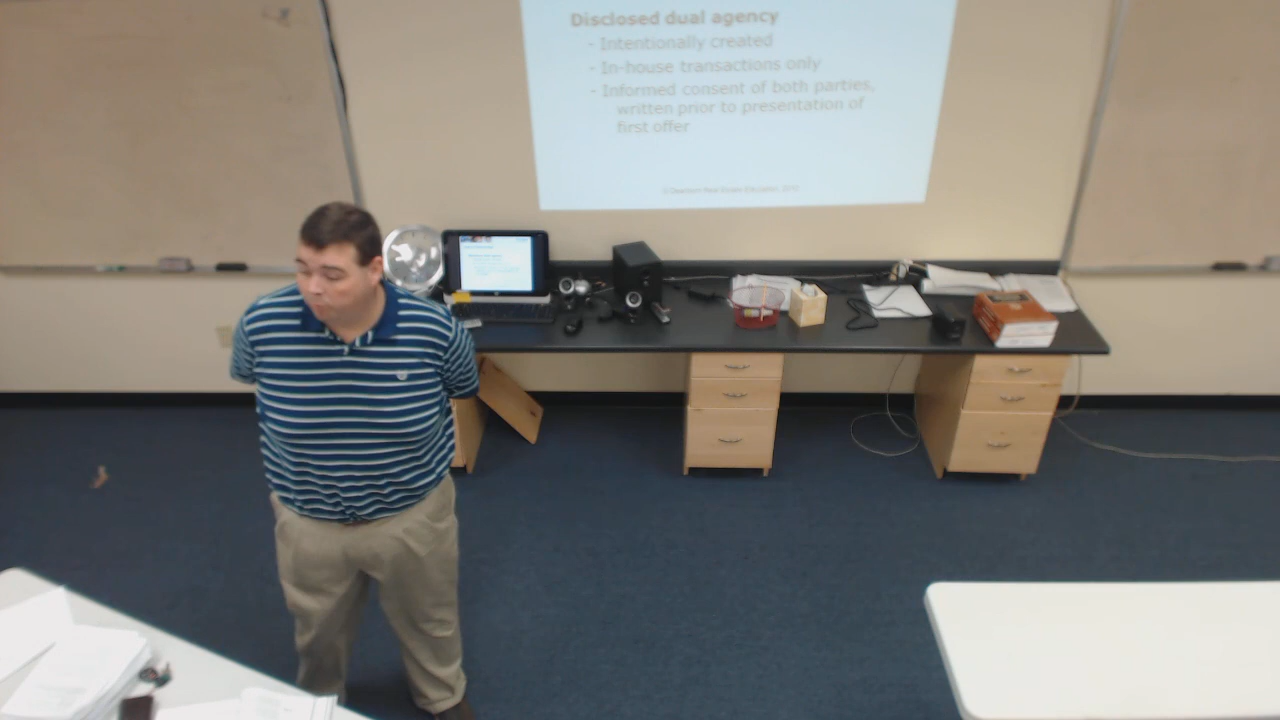 Disclosed dual agency
- Intentionally created
- In-house transactions only
- Informed consent of both parties,
written prior to presentation of
first offer